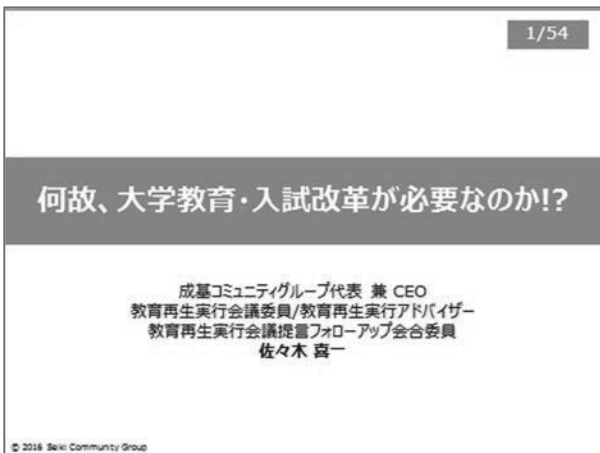 1/54
何故、大学教育・入試改革が必要なのか!?
成基コミュニティグループ代表 兼 CEO
教育再生実行会議委員/教育再生実行アドバイザー
教育再生実行会議提言フォローアップ会合委員
佐々木 喜一
© 2016 Seiki Community Group